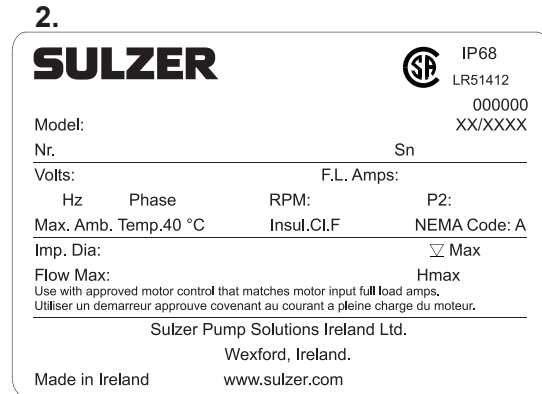 2.
SULZER
SA
IP68
LR51412
000000
Model: XX/XXXX
Nr. Sn
Volts: F.L. Amps:
Hz Phase RPM: P2:
Max. Amb. Temp.40 °C Insul.Cl.F NEMA Code: A
Imp. Dia: Max
Flow Max: Hmax
Use with approved motor control that matches motor input full load amps.
Utiliser un demarreur approuve covenant au courant a pleine charge du moteur.
Sulzer Pump Solutions Ireland Ltd.
Wexford, Ireland.
Made in Ireland www.sulzer.com